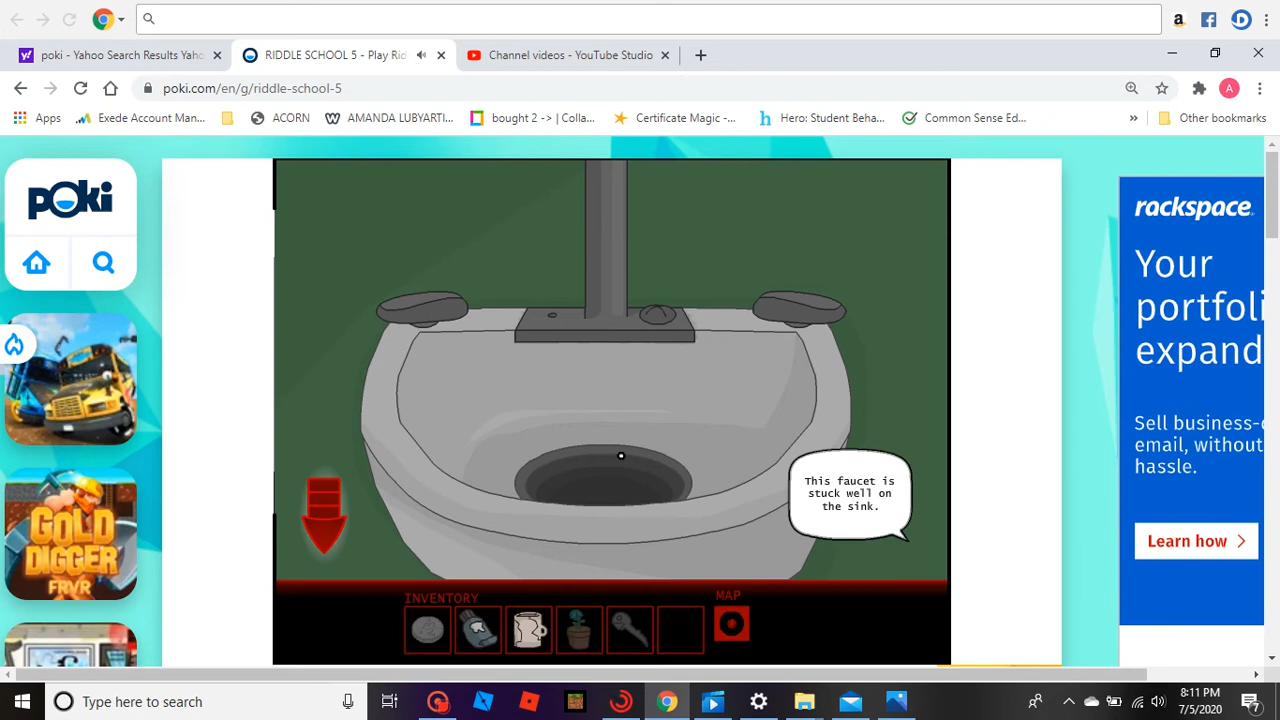 poki - Yahoo Search Results Yaho
RIDDLE SCHOOL 5 - Play Rid
Channel videos - YouTube Studio
poki.com/en/g/riddle-school-5
A
Apps
Exede Account Man...
ACORN
AMANDA LUBYARTI...
bought 2 -> | Colla...
Certificate Magic -...
Hero: Student Beha...
Common Sense Ed...
»
Other bookmarks
poki
GOLD
DIGGER
FRVR
This faucet is
stuck well on
the sink.
INVENTORY
MAP
rackspace
Your
portfoli
expand
Sell business-c
email, without
hassle.
Learn how
Type here to search
8:11 PM
7/5/2020
7